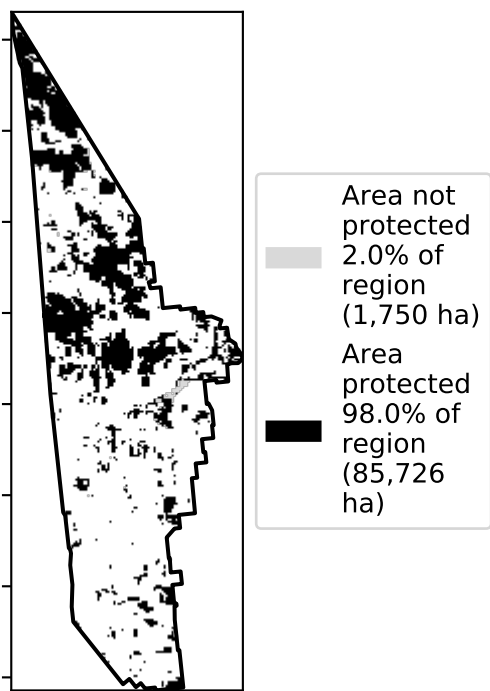 Area not
protected
2.0% of
region
(1,750 ha)
Area
protected
98.0% of
region
(85,726
ha)